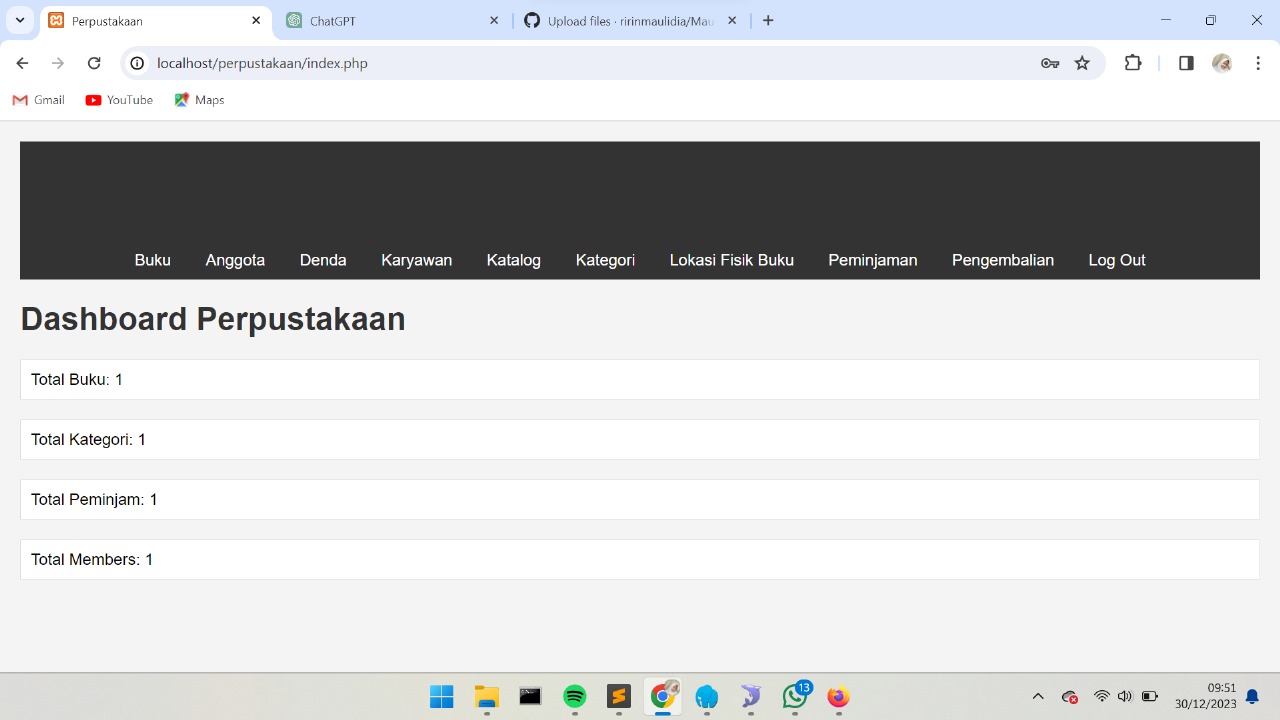 Perpustakaan
ChatGPT
Upload files · ririnmaulidia/Mau
localhost/perpustakaan/index.php
Gmail YouTube Maps
Buku Anggota Denda Karyawan Katalog Kategori Lokasi Fisik Buku Peminjaman Pengembalian Log Out
Dashboard Perpustakaan
Total Buku: 1
Total Kategori: 1
Total Peminjam: 1
Total Members: 1
13
09:51
30/12/2023